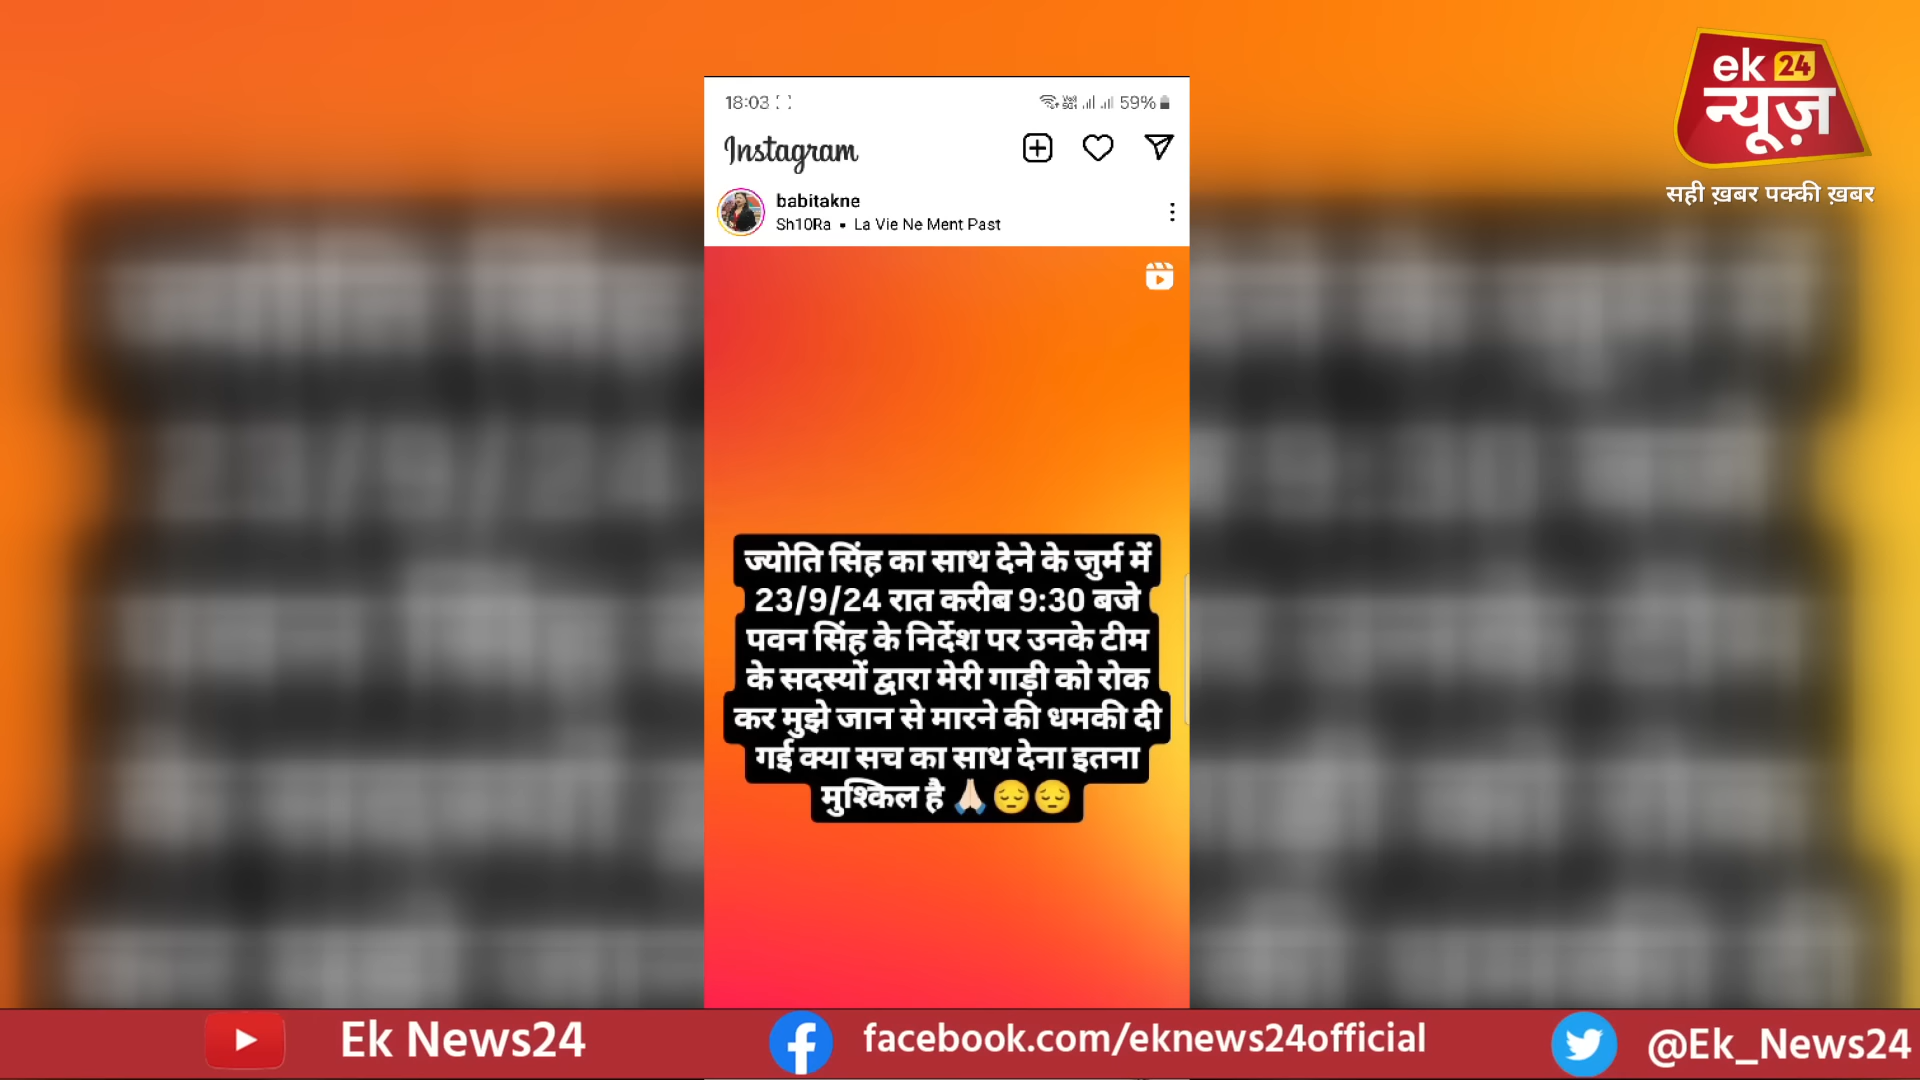 ek 24
न्यूज़
सही ख़बर पक्की ख़बर
18:03
59%
Instagram
babitakne
Sh10Ra • La Vie Ne Ment Past
ज्योति सिंह का साथ देने के जुर्म में
23/9/24 रात करीब 9:30 बजे
पवन सिंह के निर्देश पर उनके टीम
के सदस्यों द्वारा मेरी गाड़ी को रोक
कर मुझे जान से मारने की धमकी दी
गई क्या सच का साथ देना इतना
मुश्किल है 🙏🏻😔😔
Ek News24
facebook.com/eknews24official
@Ek_News24